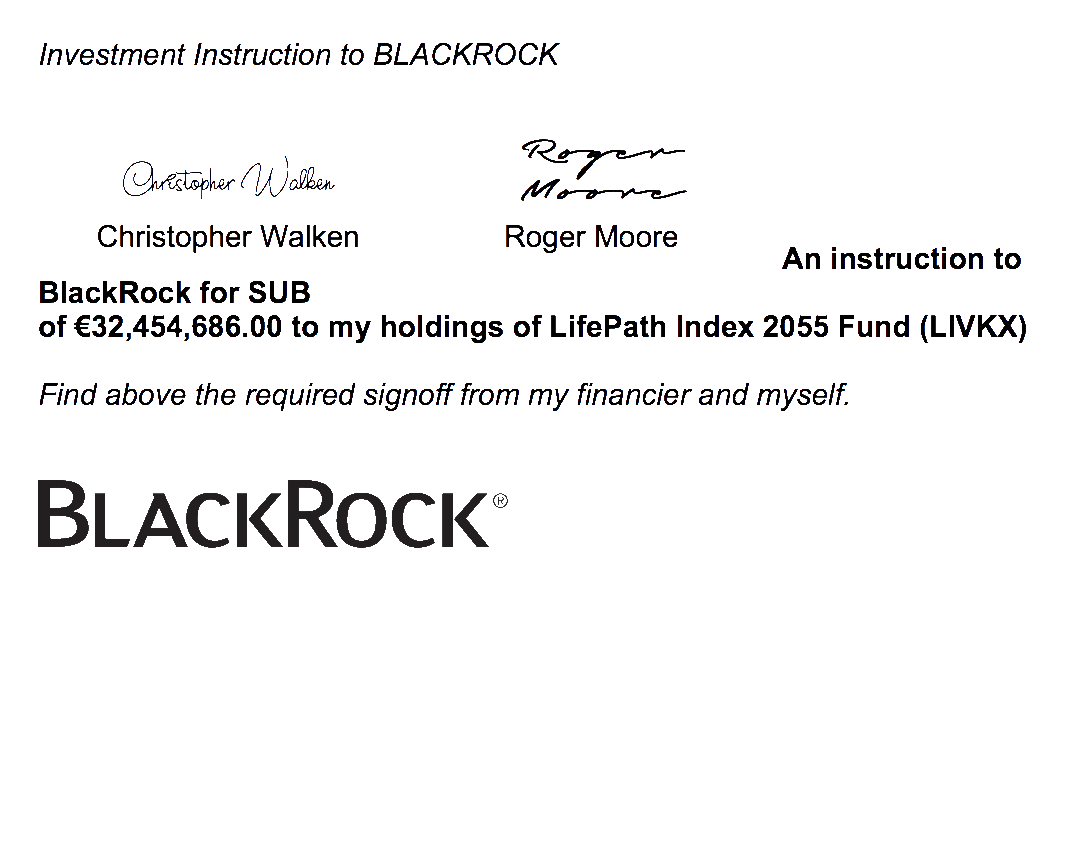 Investment Instruction to BLACKROCK
Christopher Walken
Roger
Moore
Christopher Walken
Roger Moore
An instruction to
BlackRock for SUB
of €32,454,686.00 to my holdings of LifePath Index 2055 Fund (LIVKX)
Find above the required signoff from my financier and myself.
BLACKROCK®